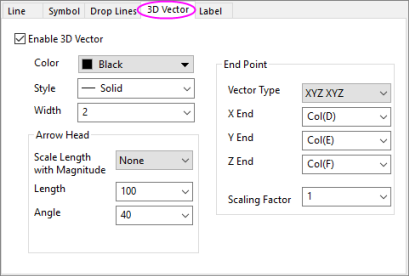 Line Symbol Drop Lines 3D Vector Label
Enable 3D Vector
Color Black
Style Solid
Width 2
Arrow Head
Scale Length with Magnitude None
Length 100
Angle 40
End Point
Vector Type XYZ XYZ
X End Col(D)
Y End Col(E)
Z End Col(F)
Scaling Factor 1